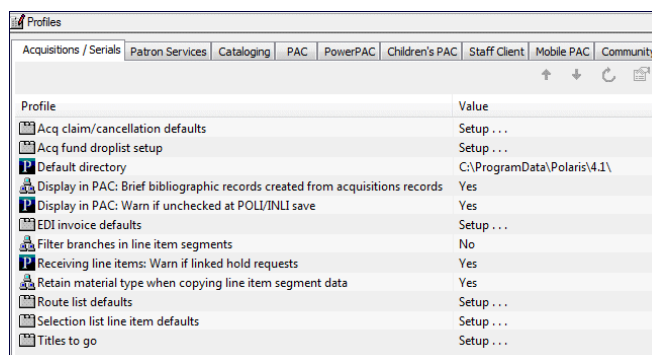 Profiles
Acquisitions / Serials Patron Services Cataloging PAC PowerPAC Children's PAC Staff Client Mobile PAC Community
Profile Value
Acq claim/cancellation defaults Setup . . .
Acq fund droplist setup Setup . . .
Default directory C:\ProgramData\Polaris\4.1\
Display in PAC: Brief bibliographic records created from acquisitions records Yes
Display in PAC: Warn if unchecked at POLI/INLI save Yes
EDI invoice defaults Setup . . .
Filter branches in line item segments No
Receiving line items: Warn if linked hold requests Yes
Retain material type when copying line item segment data Yes
Route list defaults Setup . . .
Selection list line item defaults Setup . . .
Titles to go Setup . . .